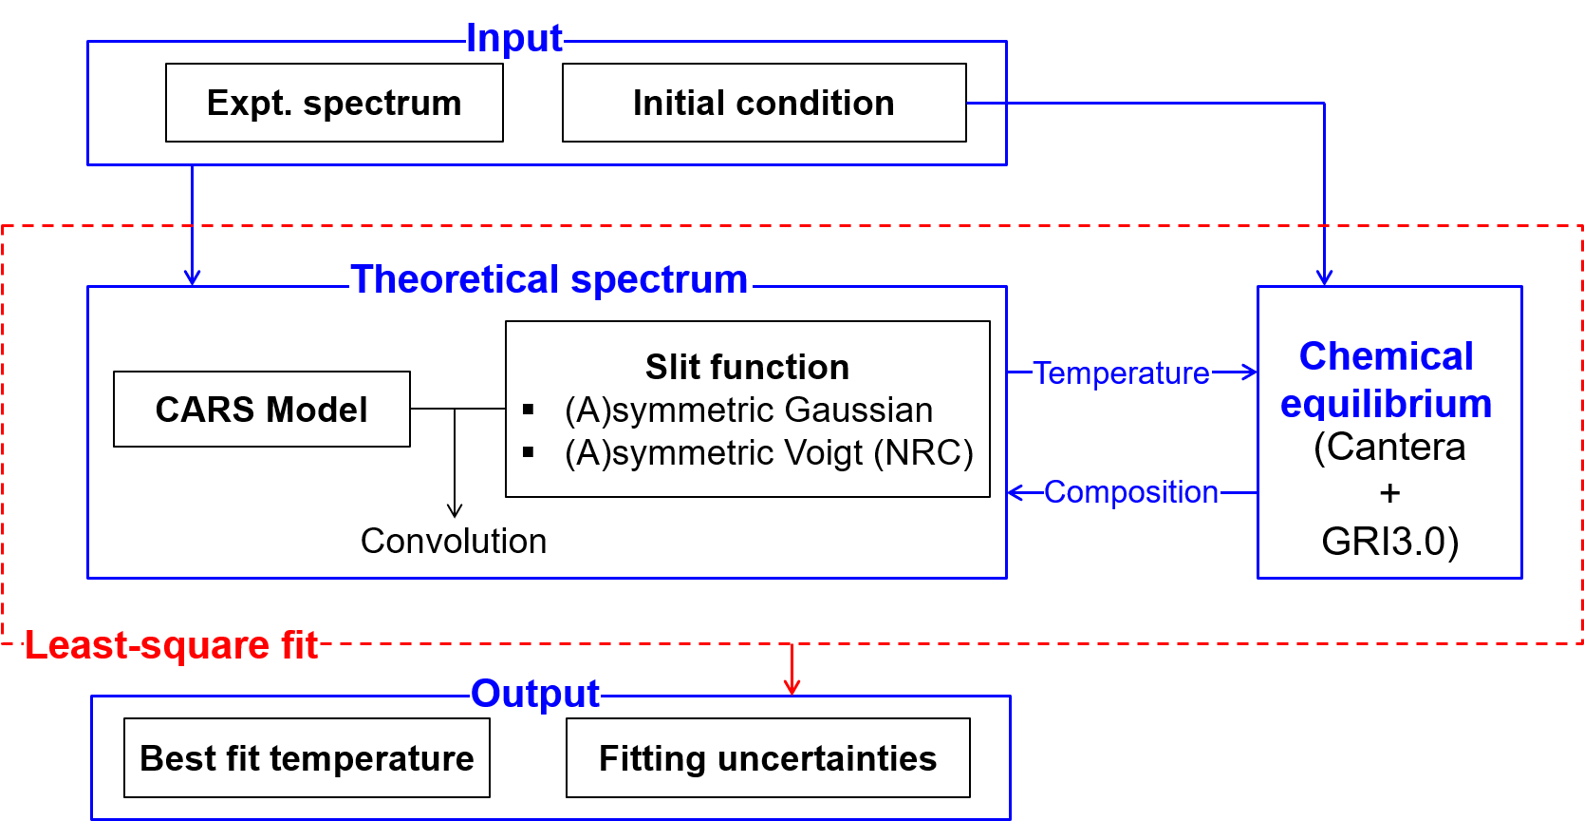 Input
Expt. spectrum
Initial condition
Theoretical spectrum
CARS Model
Slit function
▪ (A)symmetric Gaussian
▪ (A)symmetric Voigt (NRC)
Convolution
Temperature
Composition
Chemical
equilibrium
(Cantera
+
GRI3.0)
Least-square fit
Output
Best fit temperature
Fitting uncertainties